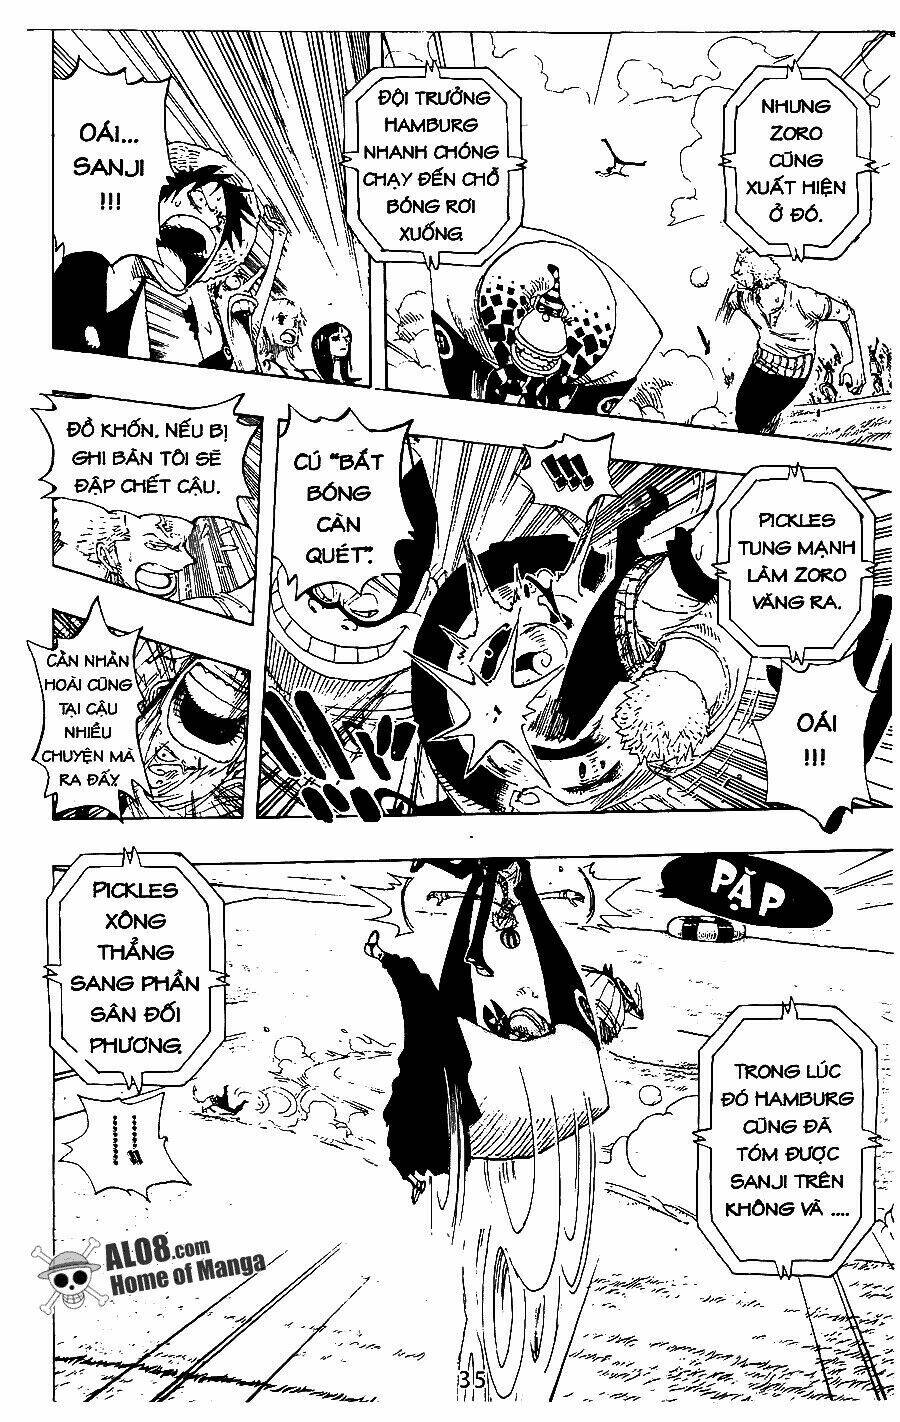 NHƯNG
ZORO
CŨNG
XUẤT HIỆN
Ở ĐÓ.
ĐỘI TRƯỞNG
HAMBURG
NHANH CHÓNG
CHẠY ĐẾN CHỖ
BÓNG RƠI
XUỐNG.
OÁI...
SANJI
!!!
PICKLES
TUNG MẠNH
LÀM ZORO
VĂNG RA.
OÁI
!!!
!!!
CÚ "BẮT
BÓNG
CÀN
QUÉT".
ĐỒ KHỐN. NẾU BỊ
GHI BÀN TÔI SẼ
ĐẬP CHẾT CẬU.
CẰN NHẰN
HOÀI CŨNG
TẠI CẬU
NHIỀU
CHUYỆN MÀ
RA ĐẤY
PẶP
PICKLES
XÔNG
THẲNG
SANG PHẦN
SÂN ĐỐI
PHƯƠNG.
TRONG LÚC
ĐÓ HAMBURG
CŨNG ĐÃ
TÓM ĐƯỢC
SANJI TRÊN
KHÔNG VÀ ....
AL08.com
Home of Manga
35